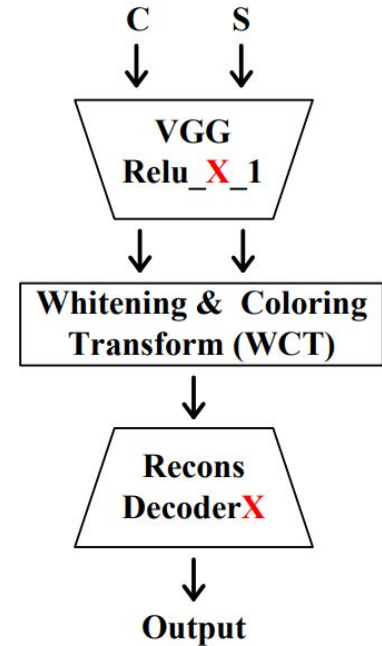 C S
VGG
Relu_X_1
Whitening & Coloring
Transform (WCT)
Recons
DecoderX
Output